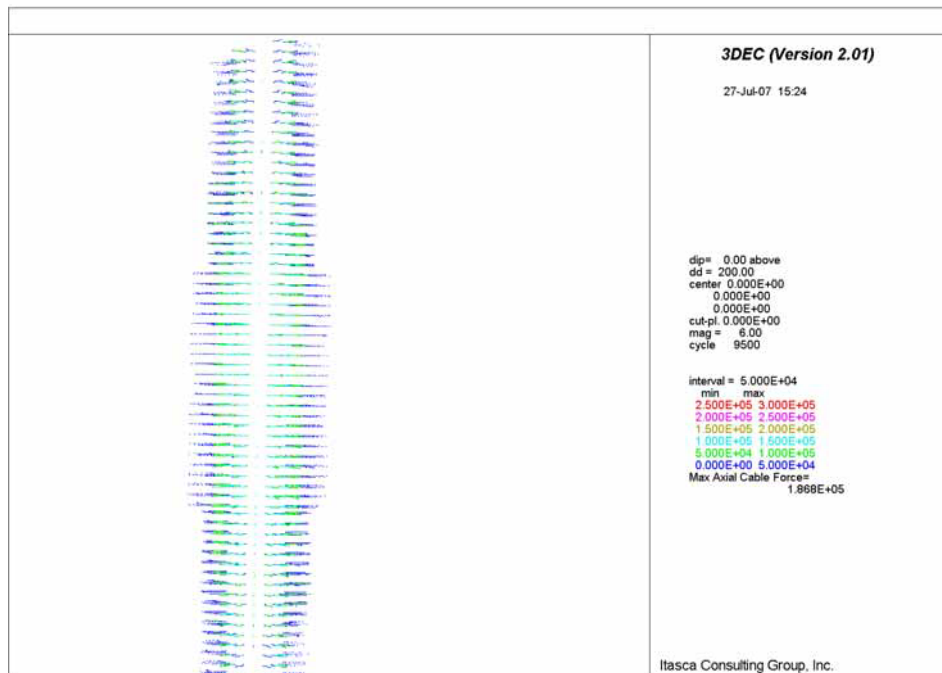 3DEC (Version 2.01)
27-Jul-07 15:24
dip= 0.00 above
dd = 200.00
center 0.000E+00
0.000E+00
0.000E+00
cut-pl. 0.000E+00
mag = 6.00
cycle 9500
interval = 5.000E+04
min max
2.500E+05 3.000E+05
2.000E+05 2.500E+05
1.500E+05 2.000E+05
1.000E+05 1.500E+05
5.000E+04 1.000E+05
0.000E+00 5.000E+04
Max Axial Cable Force=
1.868E+05
Itasca Consulting Group, Inc.